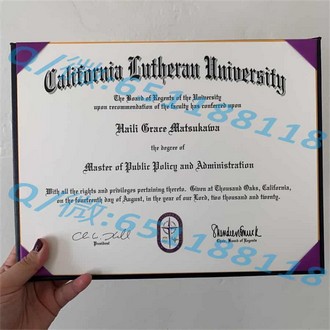 California Lutheran University
The Board of Regents of the University
upon recommendation of the faculty has conferred upon
Haili Grace Matsukawa
the degree of
Master of Public Policy and Administration
With all the rights and privileges pertaining thereto. Given at Thousand Oaks, California,
on the fourteenth day of August, in the year of our Lord, two thousand and twenty.
President
Chair, Board of Regents
Q/微:651188118
Q/微:651188118
Q/微:651188118